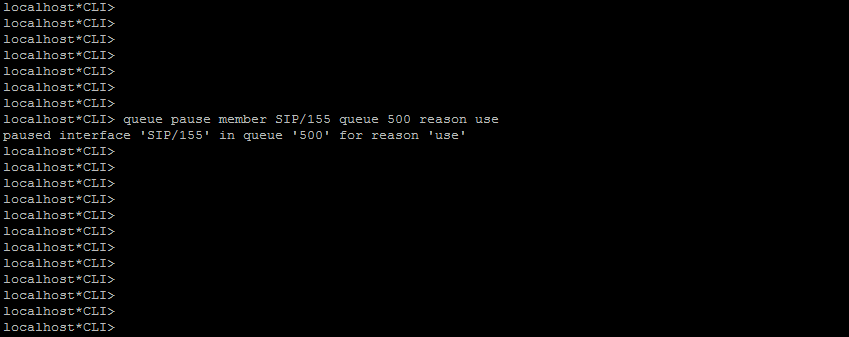 localhost*CLI>
localhost*CLI>
localhost*CLI>
localhost*CLI>
localhost*CLI>
localhost*CLI>
localhost*CLI>
localhost*CLI> queue pause member SIP/155 queue 500 reason use
paused interface 'SIP/155' in queue '500' for reason 'use'
localhost*CLI>
localhost*CLI>
localhost*CLI>
localhost*CLI>
localhost*CLI>
localhost*CLI>
localhost*CLI>
localhost*CLI>
localhost*CLI>
localhost*CLI>
localhost*CLI>
localhost*CLI>